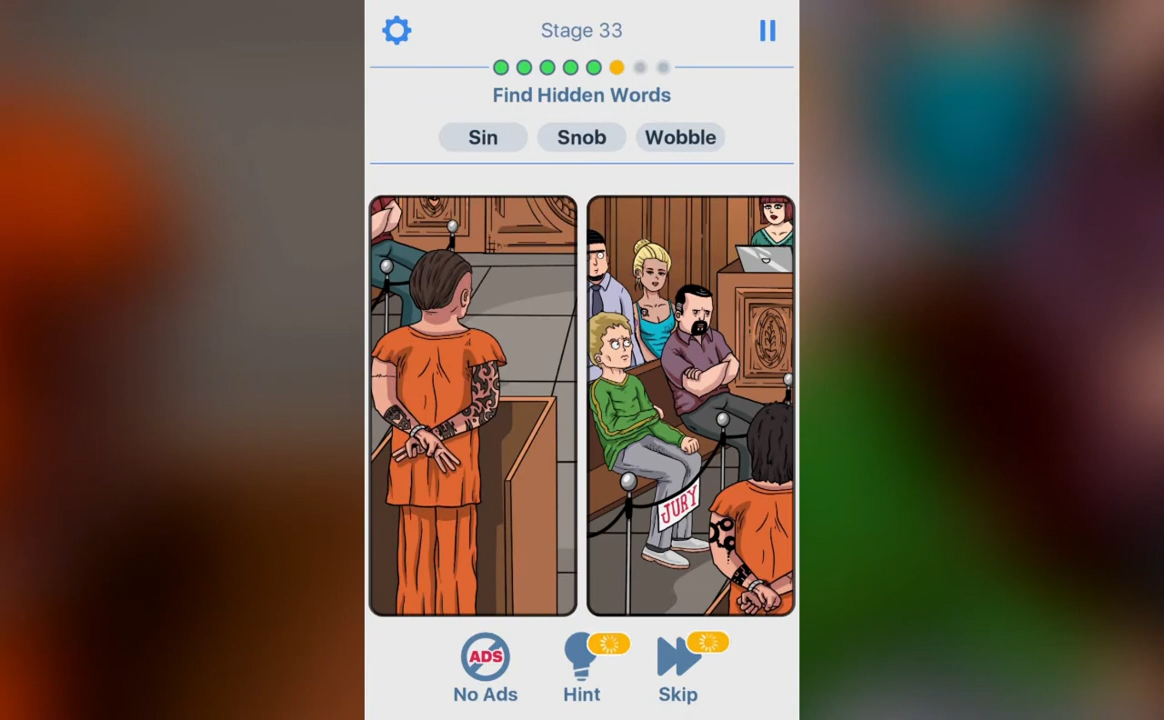 Stage 33
Find Hidden Words
Sin Snob Wobble
JURY
ADS
No Ads Hint Skip